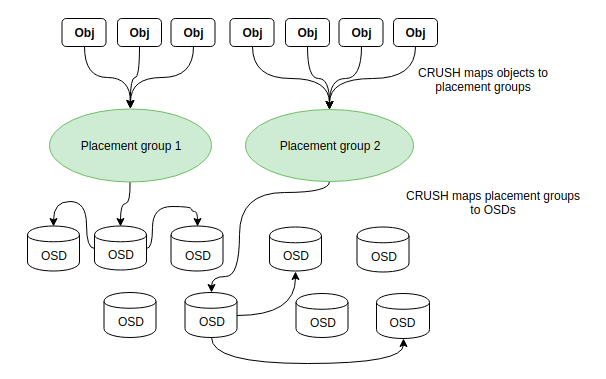 Obj
Obj
Obj
Obj
Obj
Obj
Obj
CRUSH maps objects to
placement groups
Placement group 1
Placement group 2
CRUSH maps placement groups
to OSDs
OSD
OSD
OSD
OSD
OSD
OSD
OSD
OSD
OSD